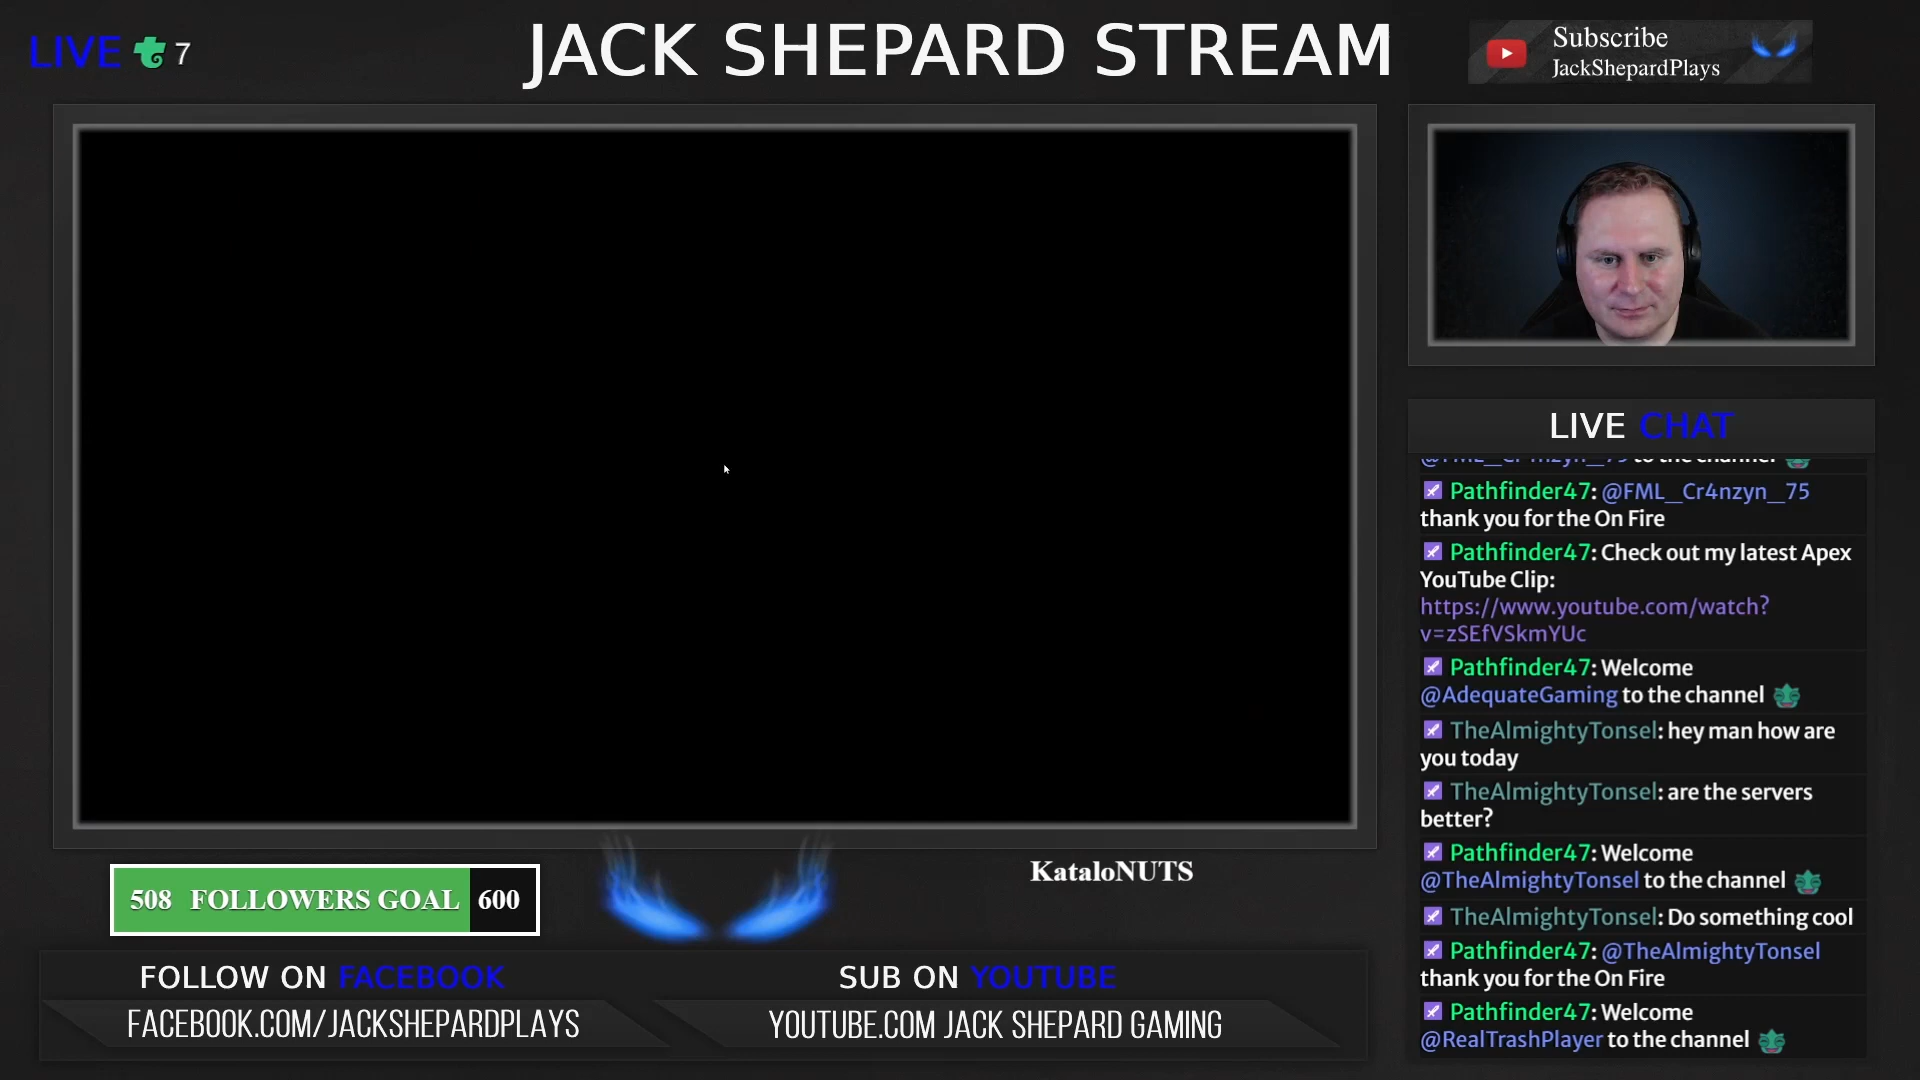 LIVE 7
JACK SHEPARD STREAM
Subscribe
JackShepardPlays
LIVE CHAT
to the channel
Pathfinder47: @FML__Cr4nzyn__75
thank you for the On Fire
Pathfinder47: Check out my latest Apex
YouTube Clip:
https://www.youtube.com/watch?
v=zSEfVSkmYUc
Pathfinder47: Welcome
@AdequateGaming to the channel
TheAlmightyTonsel: hey man how are
you today
TheAlmightyTonsel: are the servers
better?
Pathfinder47: Welcome
@TheAlmightyTonsel to the channel
TheAlmightyTonsel: Do something cool
Pathfinder47: @TheAlmightyTonsel
thank you for the On Fire
Pathfinder47: Welcome
@RealTrashPlayer to the channel
KataloNUTS
508 FOLLOWERS GOAL 600
FOLLOW ON FACEBOOK
FACEBOOK.COM/JACKSHEPARDPLAYS
SUB ON YOUTUBE
YOUTUBE.COM JACK SHEPARD GAMING